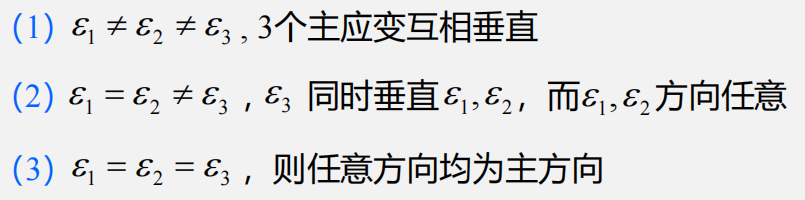 (1) ε₁ ≠ ε₂ ≠ ε₃ , 3个主应变互相垂直
(2) ε₁ = ε₂ ≠ ε₃ ，ε₃ 同时垂直ε₁,ε₂，而ε₁,ε₂方向任意
(3) ε₁ = ε₂ = ε₃ ，则任意方向均为主方向